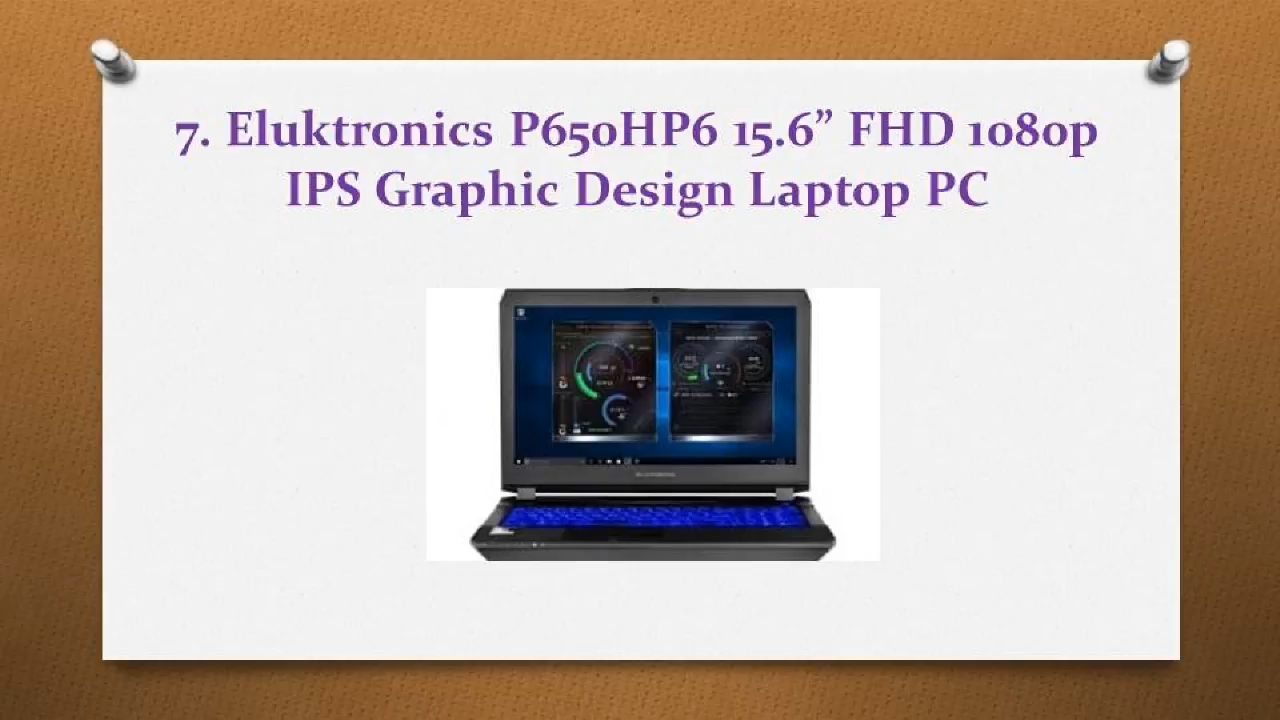 7. Eluktronics P650HP6 15.6” FHD 1080p
IPS Graphic Design Laptop PC